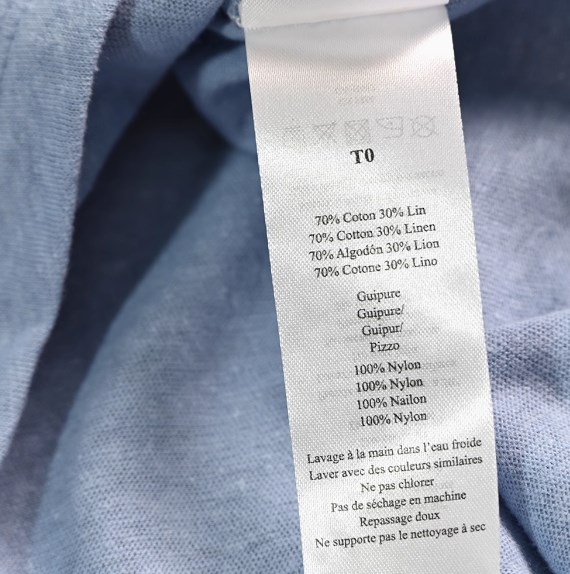 T0
70% Coton 30% Lin
70% Cotton 30% Linen
70% Algodón 30% Lion
70% Cotone 30% Lino
Guipure
Guipure/
Guipur/
Pizzo
100% Nylon
100% Nylon
100% Nailon
100% Nylon
Lavage à la main dans l'eau froide
Laver avec des couleurs similaires
Ne pas chlorer
Pas de séchage en machine
Repassage doux
Ne supporte pas le nettoyage à sec